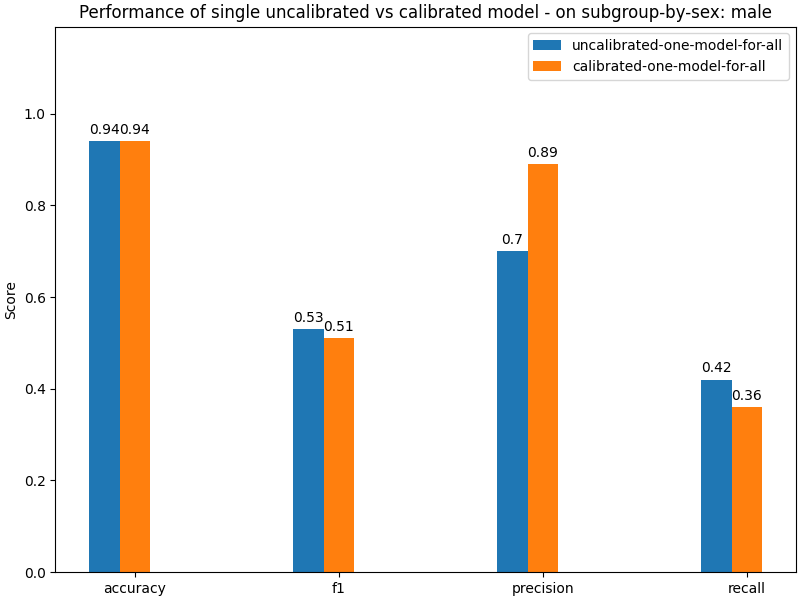 Performance of single uncalibrated vs calibrated model - on subgroup-by-sex: male
uncalibrated-one-model-for-all
calibrated-one-model-for-all
Score
1.0
0.8
0.6
0.4
0.2
0.0
0.94
0.94
0.53
0.51
0.7
0.89
0.42
0.36
accuracy
f1
precision
recall